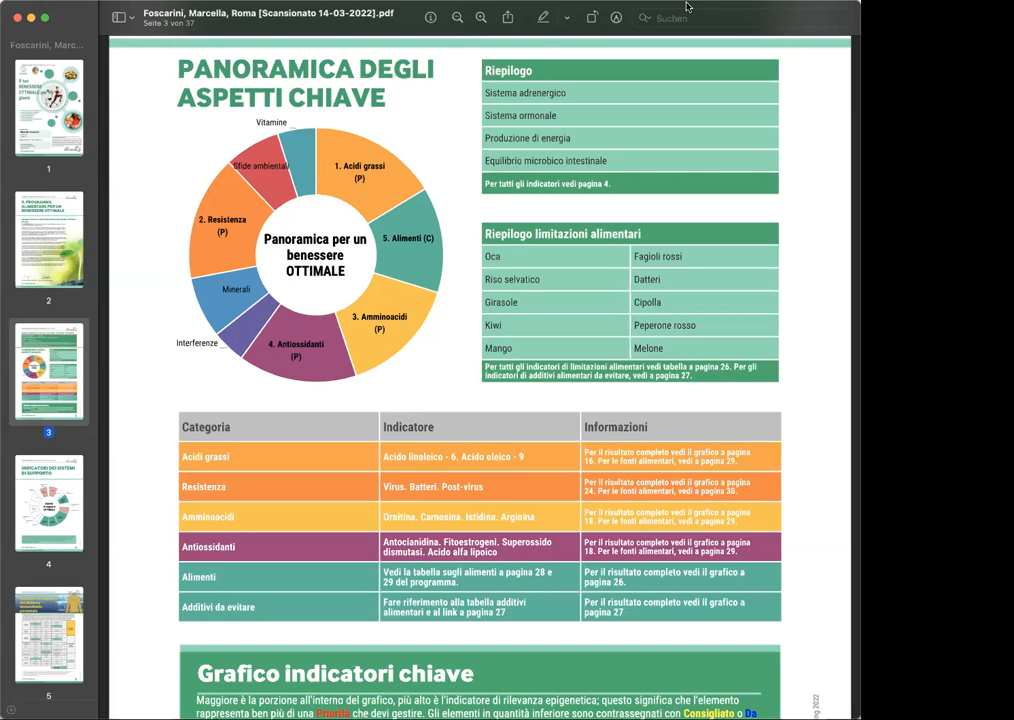 Foscarini, Marcella, Roma [Scansionato 14-03-2022].pdf
Seite 3 von 37
Suchen
Foscarini, Marc...
1
2
3
4
5
PANORAMICA DEGLI
ASPETTI CHIAVE
Vitamine
Sfide ambientali
1. Acidi grassi
(P)
2. Resistenza
(P)
5. Alimenti (C)
Panoramica per un
benessere
OTTIMALE
Minerali
3. Amminoacidi
(P)
Interferenze
4. Antiossidanti
(P)
Riepilogo
Sistema adrenergico
Sistema ormonale
Produzione di energia
Equilibrio microbico intestinale
Per tutti gli indicatori vedi pagina 4.
Riepilogo limitazioni alimentari
Oca Fagioli rossi
Riso selvatico Datteri
Girasole Cipolla
Kiwi Peperone rosso
Mango Melone
Per tutti gli indicatori di limitazioni alimentari vedi tabella a pagina 26. Per gli
indicatori di additivi alimentari da evitare, vedi a pagina 27.
Categoria Indicatore Informazioni
Acidi grassi Acido linoleico - 6. Acido oleico - 9 Per il risultato completo vedi il grafico a pagina
16. Per le fonti alimentari, vedi a pagina 29.
Resistenza Virus. Batteri. Post-virus Per il risultato completo vedi il grafico a pagina
24. Per le fonti alimentari, vedi a pagina 30.
Amminoacidi Ornitina. Carnosina. Istidina. Arginina Per il risultato completo vedi il grafico a pagina
18. Per le fonti alimentari, vedi a pagina 29.
Antiossidanti Antocianidina. Fitoestrogeni. Superossido
dismutasi. Acido alfa lipoico Per il risultato completo vedi il grafico a pagina
18. Per le fonti alimentari, vedi a pagina 29.
Alimenti Vedi la tabella sugli alimenti a pagina 28 e
29 del programma. Per il risultato completo vedi il grafico a
pagina 26.
Additivi da evitare Fare riferimento alla tabella additivi
alimentari e al link a pagina 27 Per il risultato completo vedi il grafico a
pagina 27
Grafico indicatori chiave
Maggiore è la porzione all'interno del grafico, più alto è l'indicatore di rilevanza epigenetica; questo significa che l'elemento
rappresenta ben più di una Priorità che devi gestire. Gli elementi in quantità inferiore sono contrassegnati con Consigliato o Da
2022